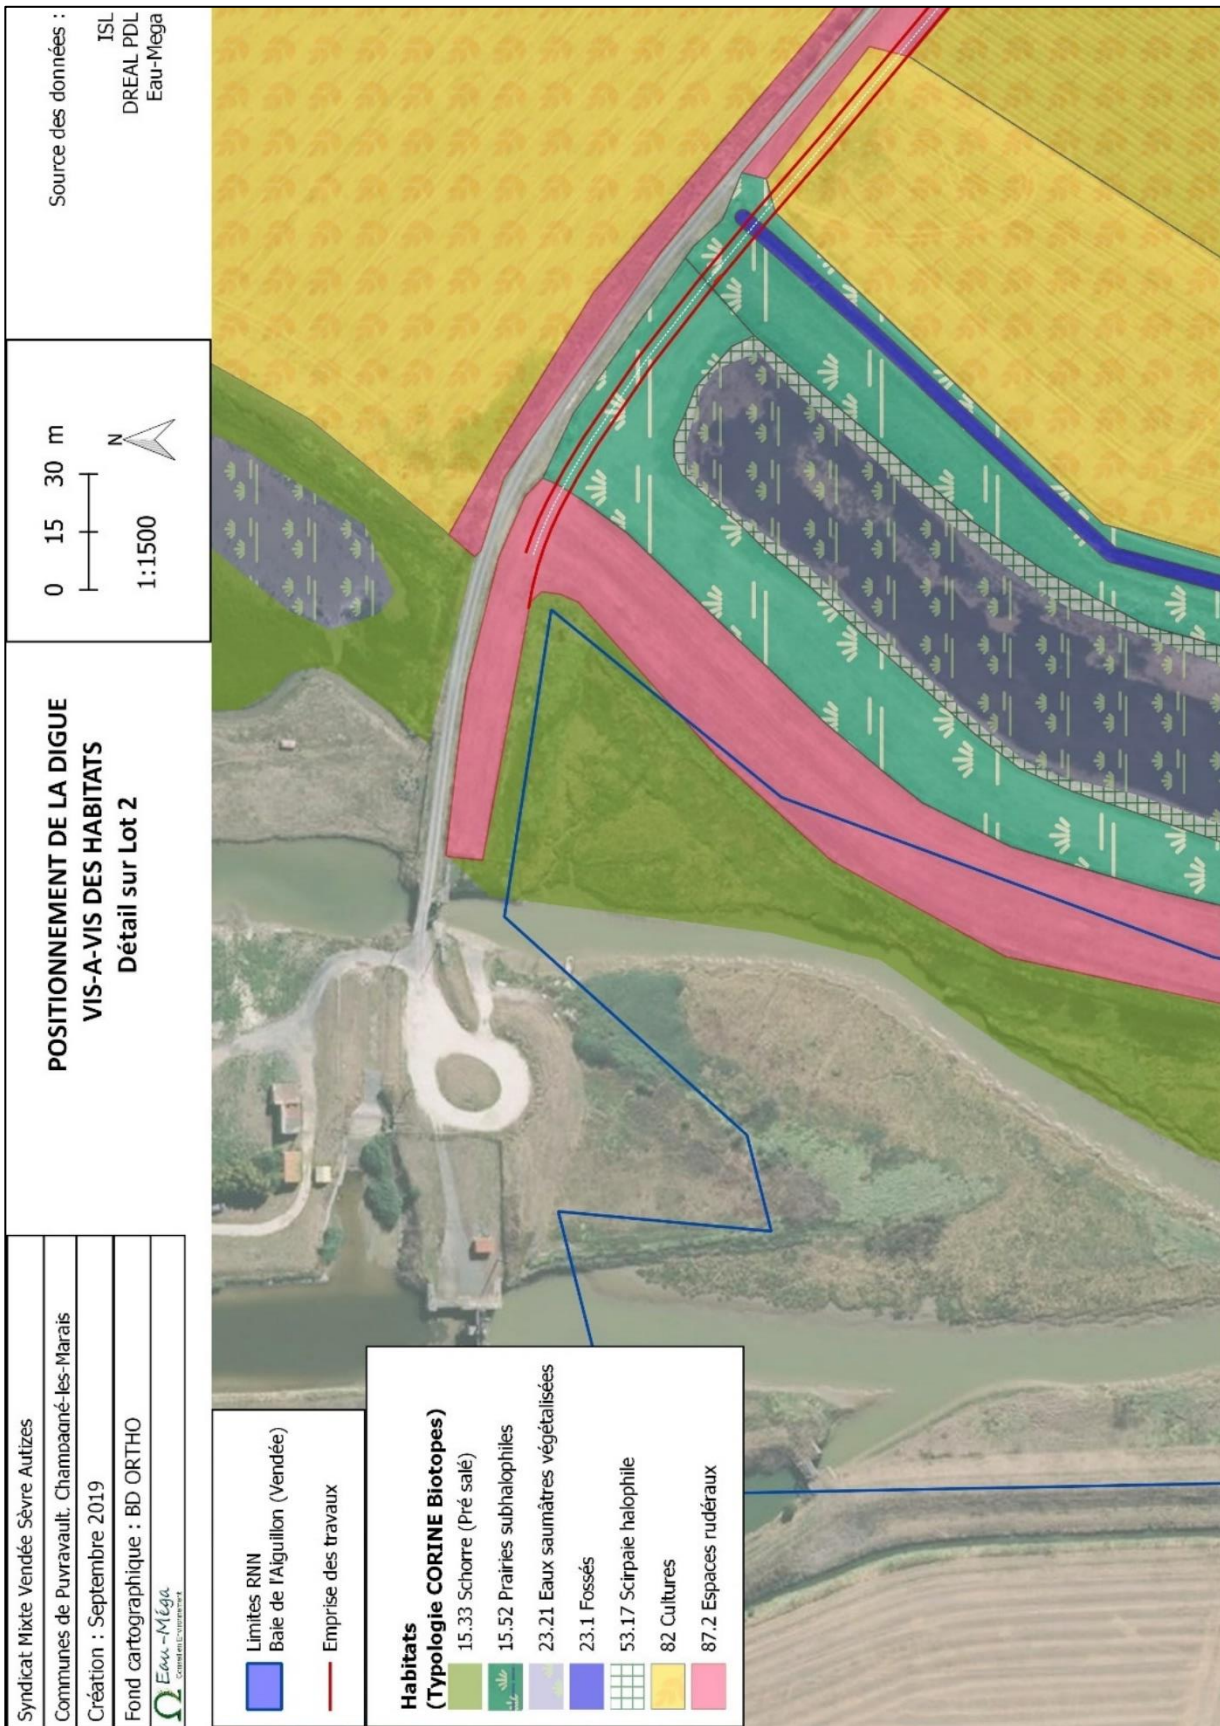 Syndicat Mixte Vendée Sèvre Autizes
Communes de Puyravault, Champagné-les-Marais
Création : Septembre 2019
Fond cartographique : BD ORTHO
Eau-Méga
POSITIONNEMENT DE LA DIGUE
VIS-A-VIS DES HABITATS
Détail sur Lot 2
0 15 30 m
1:1500
N
Source des données :
ISL
DREAL PDL
Eau-Mega
Limites RNN
Baie de l'Aiguillon (Vendée)
Emprise des travaux
Habitats
(Typologie CORINE Biotopes)
15.33 Schorre (Pré salé)
15.52 Prairies subhalophiles
23.21 Eaux saumâtres végétalisées
23.1 Fossés
53.17 Scirpaie halophile
82 Cultures
87.2 Espaces rudéraux